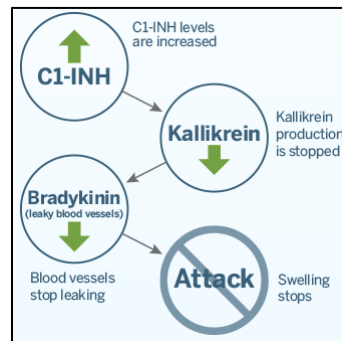 C1-INH levels
are increased
C1-INH
Kallikrein
Kallikrein
production
is stopped
Bradykinin
(leaky blood vessels)
Blood vessels
stop leaking
Attack
Swelling
stops